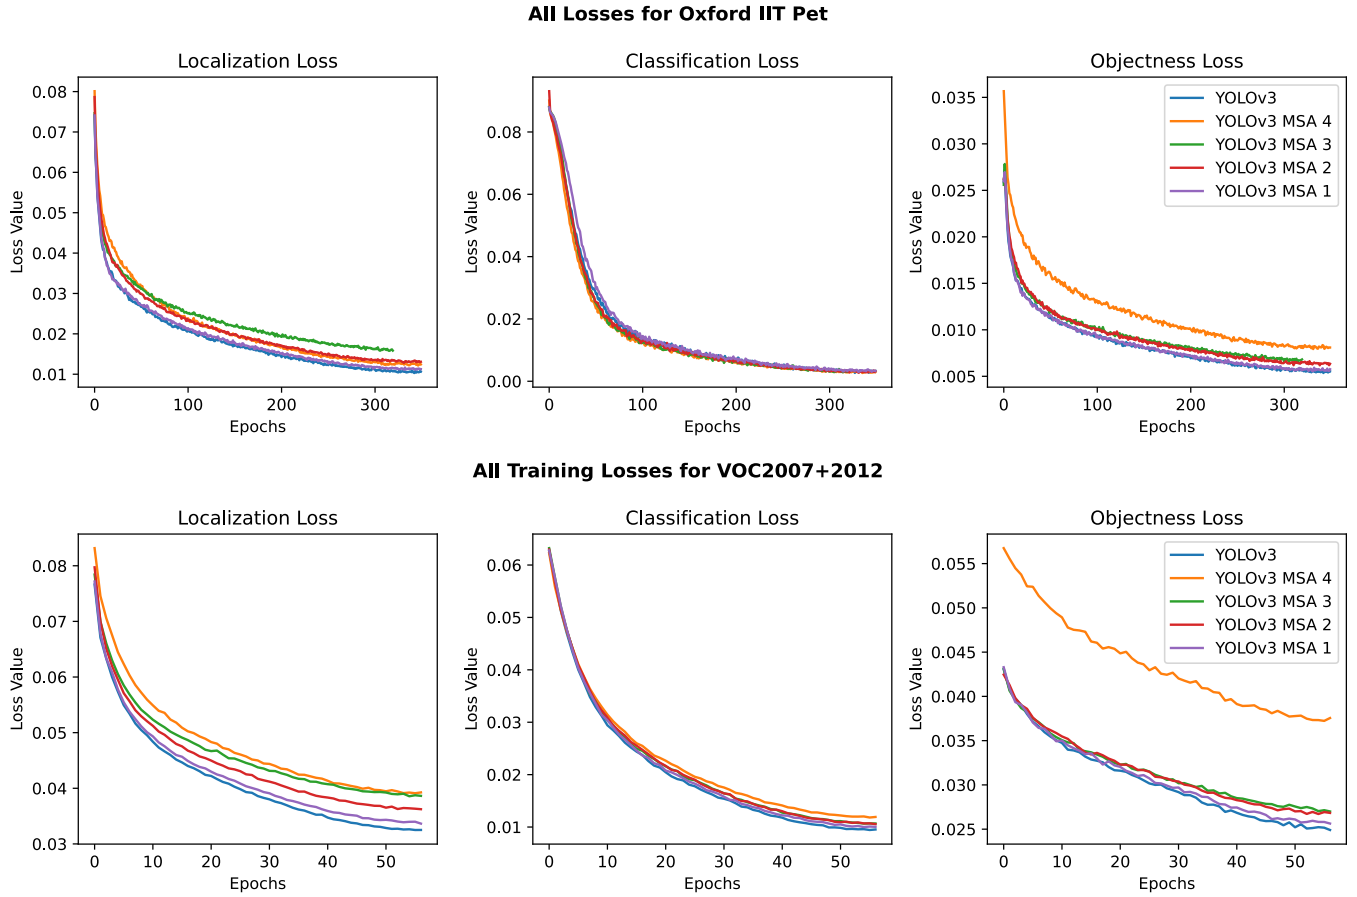 All Losses for Oxford IIT Pet
Localization Loss
Classification Loss
Objectness Loss
Loss Value
0.08
0.07
0.06
0.05
0.04
0.03
0.02
0.01
0 100 200 300
Epochs
Loss Value
0.08
0.06
0.04
0.02
0.00
0 100 200 300
Epochs
Loss Value
0.035
0.030
0.025
0.020
0.015
0.010
0.005
0 100 200 300
Epochs
YOLOv3
YOLOv3 MSA 4
YOLOv3 MSA 3
YOLOv3 MSA 2
YOLOv3 MSA 1
All Training Losses for VOC2007+2012
Localization Loss
Classification Loss
Objectness Loss
Loss Value
0.08
0.07
0.06
0.05
0.04
0.03
0 10 20 30 40 50
Epochs
Loss Value
0.06
0.05
0.04
0.03
0.02
0.01
0 10 20 30 40 50
Epochs
Loss Value
0.055
0.050
0.045
0.040
0.035
0.030
0.025
0 10 20 30 40 50
Epochs
YOLOv3
YOLOv3 MSA 4
YOLOv3 MSA 3
YOLOv3 MSA 2
YOLOv3 MSA 1